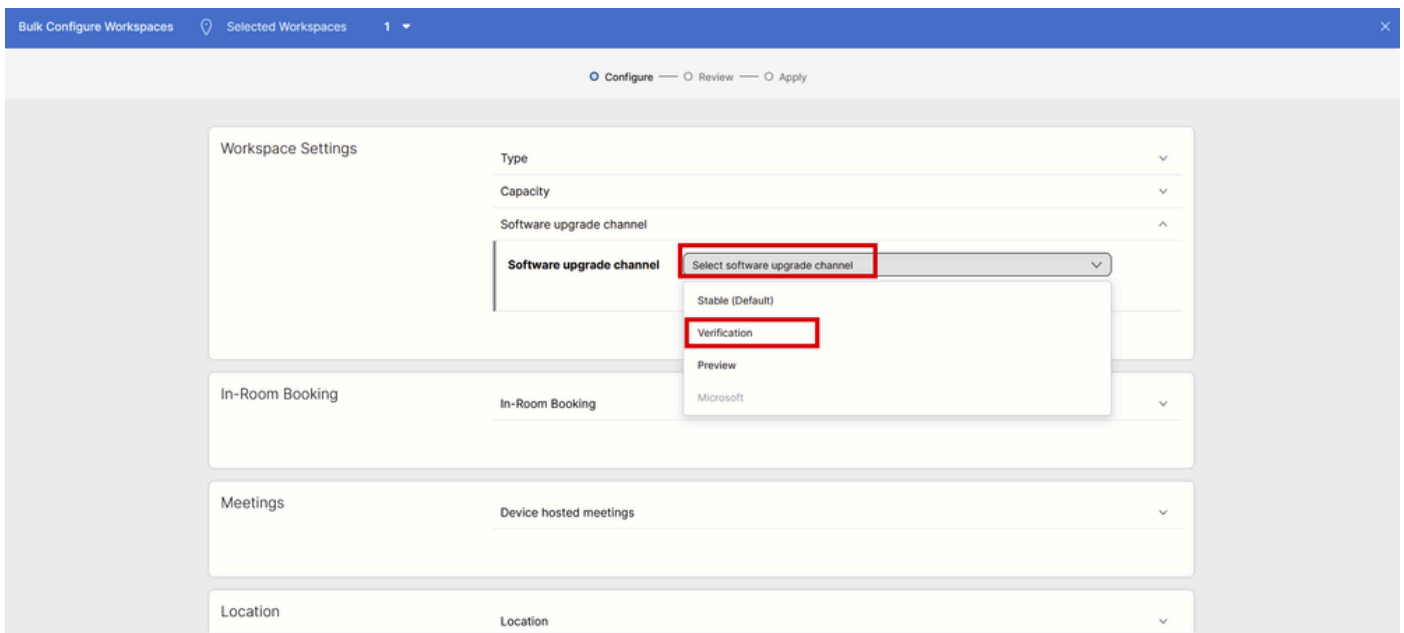 Bulk Configure Workspaces Selected Workspaces 1
Configure Review Apply
Workspace Settings
Type
Capacity
Software upgrade channel
Software upgrade channel Select software upgrade channel
Stable (Default)
Verification
Preview
Microsoft
In-Room Booking
In-Room Booking
Meetings
Device hosted meetings
Location
Location